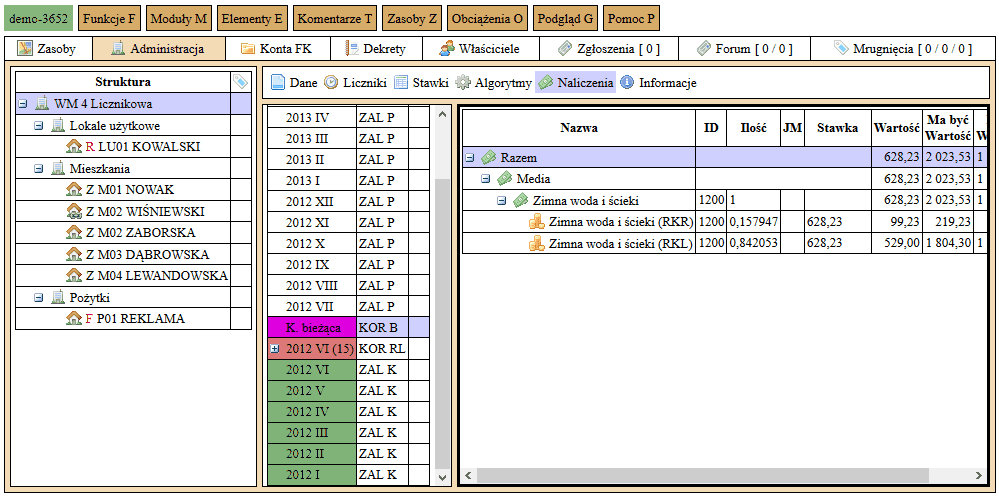 demo-3652 Funkcje F Moduły M Elementy E Komentarze T Zasoby Z Obciążenia O Podgląd G Pomoc P
Zasoby Administracja Konta FK Dekrety Właściciele Zgłoszenia [ 0 ] Forum [ 0 / 0 ] Mrugnięcia [ 0 / 0 / 0 ]
Struktura
WM 4 Licznikowa
Lokale użytkowe
R LU01 KOWALSKI
Mieszkania
Z M01 NOWAK
Z M02 WIŚNIEWSKI
Z M02 ZABORSKA
Z M03 DĄBROWSKA
Z M04 LEWANDOWSKA
Pożytki
F P01 REKLAMA
Dane Liczniki Stawki Algorytmy Naliczenia Informacje
2013 IV ZAL P
2013 III ZAL P
2013 II ZAL P
2013 I ZAL P
2012 XII ZAL P
2012 XI ZAL P
2012 X ZAL P
2012 IX ZAL P
2012 VIII ZAL P
2012 VII ZAL P
K. bieżąca KOR B
2012 VI (15) KOR RL
2012 VI ZAL K
2012 V ZAL K
2012 IV ZAL K
2012 III ZAL K
2012 II ZAL K
2012 I ZAL K
Nazwa ID Ilość JM Stawka Wartość Ma być Wartość W
Razem 628,23 2 023,53 1
Media 628,23 2 023,53 1
Zimna woda i ścieki 1200 1 628,23 2 023,53 1
Zimna woda i ścieki (RKR) 1200 0,157947 628,23 99,23 219,23
Zimna woda i ścieki (RKL) 1200 0,842053 628,23 529,00 1 804,30 1